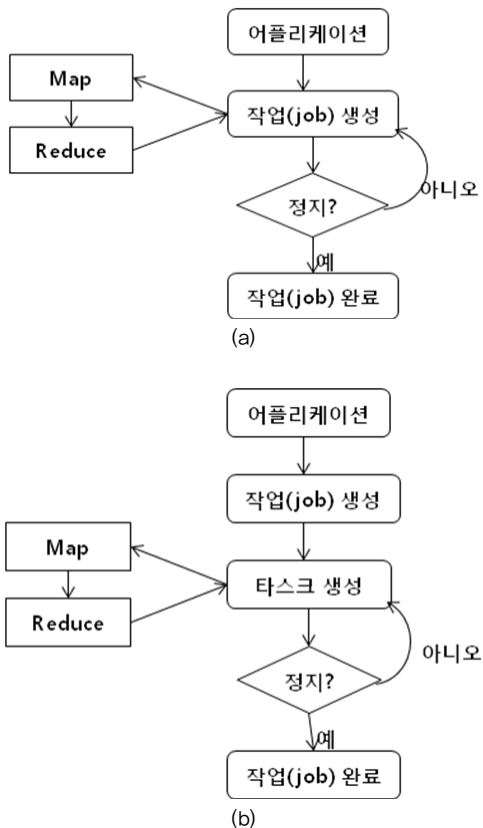 어플리케이션
Map
작업(job) 생성
Reduce
정지?
아니오
예
작업(job) 완료
(a)
어플리케이션
작업(job) 생성
Map
타스크 생성
Reduce
아니오
정지?
예
작업(job) 완료
(b)